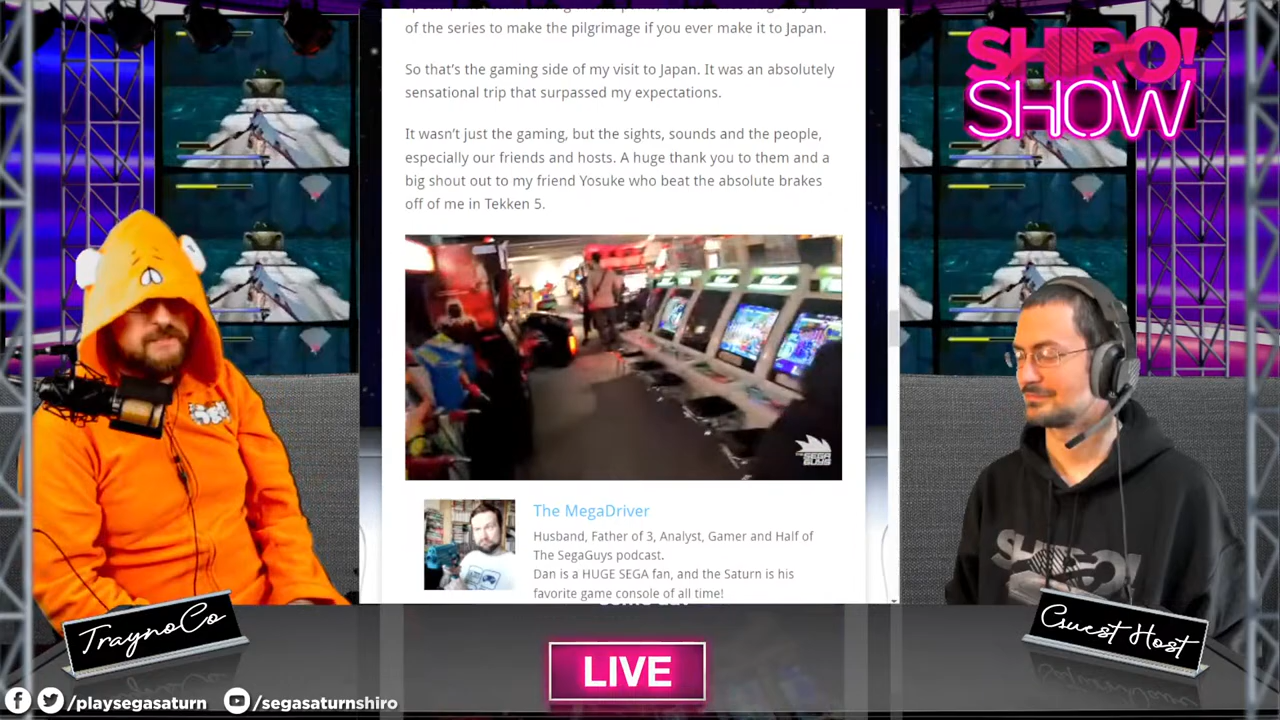 of the series to make the pilgrimage if you ever make it to Japan.
So that's the gaming side of my visit to Japan. It was an absolutely
sensational trip that surpassed my expectations.
It wasn't just the gaming, but the sights, sounds and the people,
especially our friends and hosts. A huge thank you to them and a
big shout out to my friend Yosuke who beat the absolute brakes
off of me in Tekken 5.
THE
SEGA
GUYS
The MegaDriver
Husband, Father of 3, Analyst, Gamer and Half of
The SegaGuys podcast.
Dan is a HUGE SEGA fan, and the Saturn is his
favorite game console of all time!
SHIRO!
SHOW
SHIRO!
TraynoCo
Guest Host
LIVE
/playsegasaturn
/segasaturnshiro